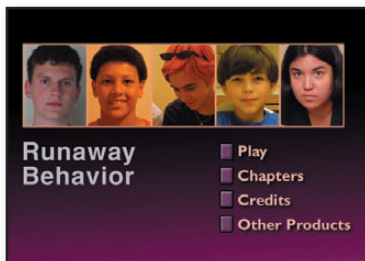 Runaway
Behavior
Play
Chapters
Credits
Other Products